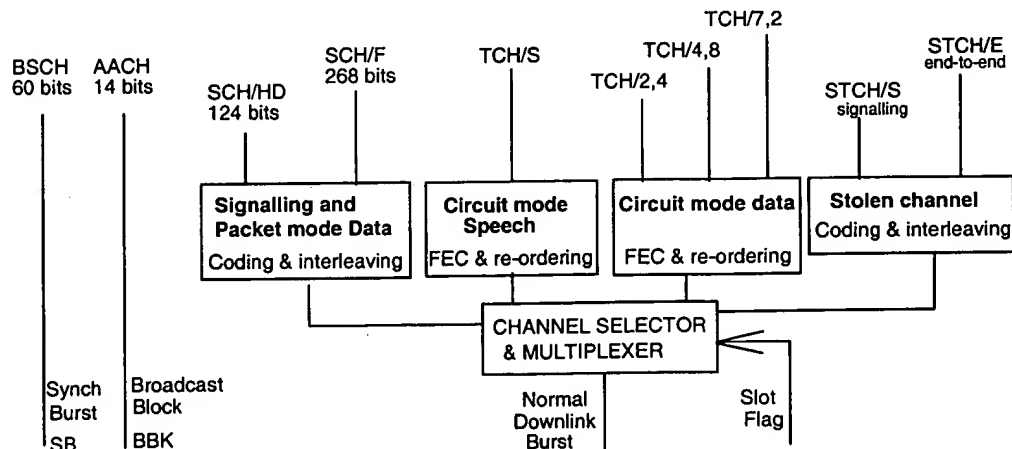 BSCH
60 bits
AACH
14 bits
SCH/HD
124 bits
SCH/F
268 bits
TCH/S
TCH/2,4
TCH/4,8
TCH/7,2
STCH/S
signalling
STCH/E
end-to-end
Signalling and
Packet mode Data
Coding & interleaving
Circuit mode
Speech
FEC & re-ordering
Circuit mode data
FEC & re-ordering
Stolen channel
Coding & interleaving
CHANNEL SELECTOR
& MULTIPLEXER
Synch
Burst
SB
Broadcast
Block
BBK
Normal
Downlink
Burst
Slot
Flag